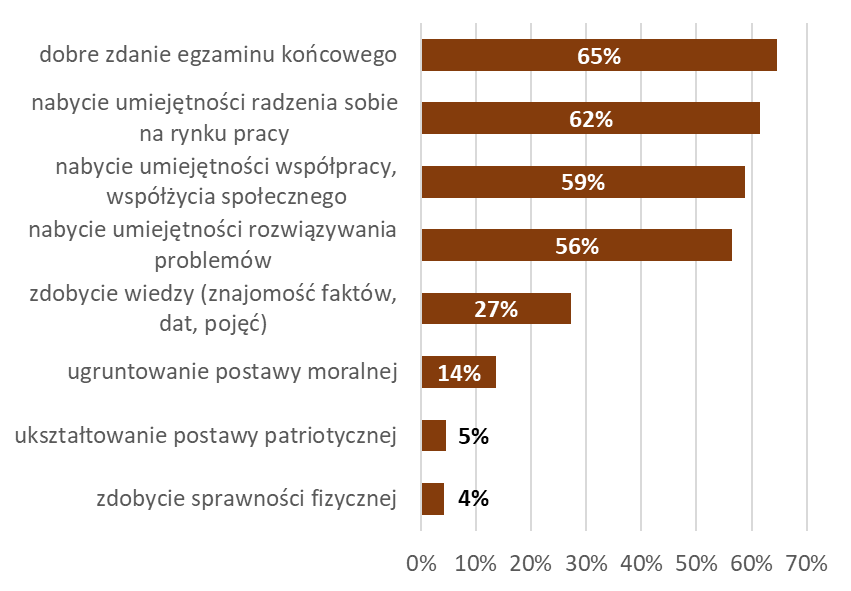 dobre zdanie egzaminu końcowego
65%
nabycie umiejętności radzenia sobie
na rynku pracy
62%
nabycie umiejętności współpracy,
współżycia społecznego
59%
nabycie umiejętności rozwiązywania
problemów
56%
zdobycie wiedzy (znajomość faktów,
dat, pojęć)
27%
ugruntowanie postawy moralnej
14%
ukształtowanie postawy patriotycznej
5%
zdobycie sprawności fizycznej
4%
0% 10% 20% 30% 40% 50% 60% 70%